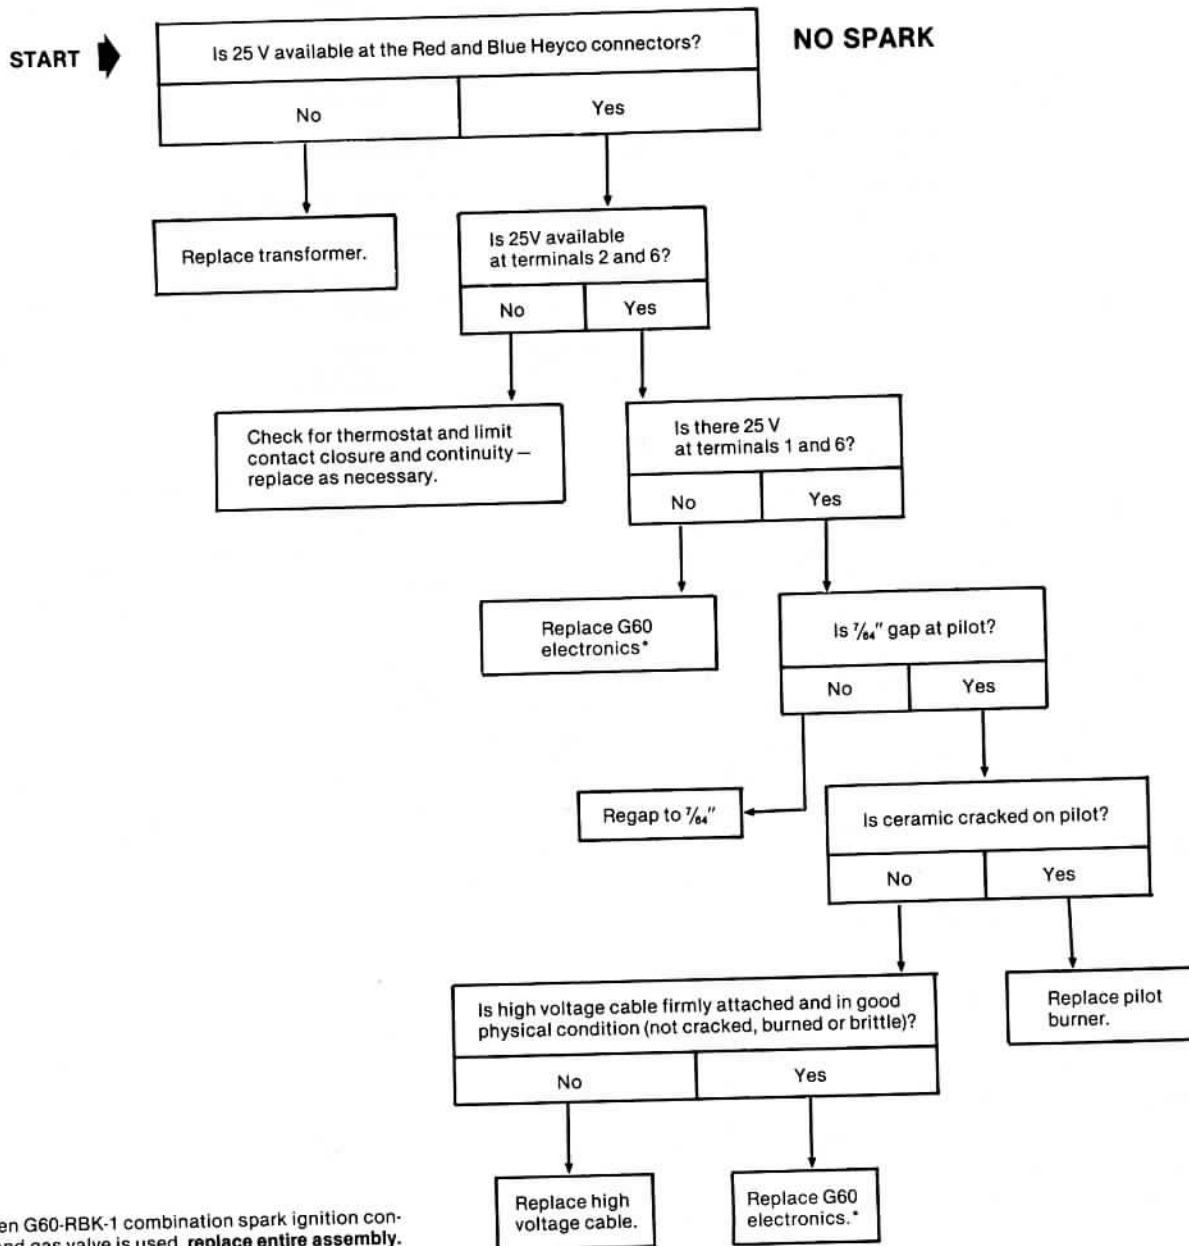 START
Is 25 V available at the Red and Blue Heyco connectors?
NO SPARK
No
Yes
Replace transformer.
Is 25V available
at terminals 2 and 6?
No
Yes
Check for thermostat and limit
contact closure and continuity —
replace as necessary.
Is there 25 V
at terminals 1 and 6?
No
Yes
Replace G60
electronics*
Is 7/64" gap at pilot?
No
Yes
Regap to 7/64"
Is ceramic cracked on pilot?
No
Yes
Is high voltage cable firmly attached and in good
physical condition (not cracked, burned or brittle)?
No
Yes
Replace pilot
burner.
Replace high
voltage cable.
Replace G60
electronics.*
en G60-RBK-1 combination spark ignition con-
nd gas valve is used, replace entire assembly.